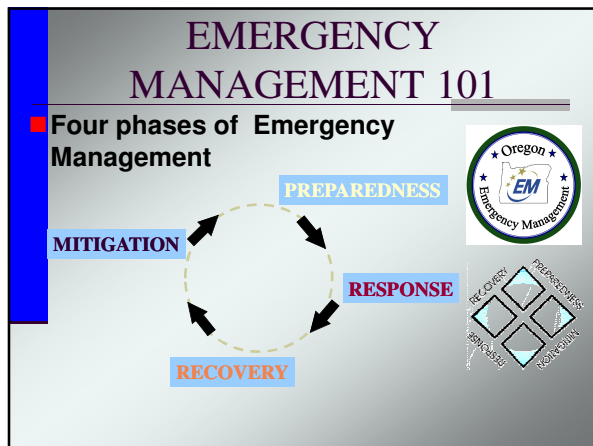 EMERGENCY
MANAGEMENT 101
Four phases of Emergency
Management
PREPAREDNESS
MITIGATION
RESPONSE
RECOVERY
Oregon
EM
Emergency Management
RECOVERY
PREPAREDNESS
RESPONSE
MITIGATION